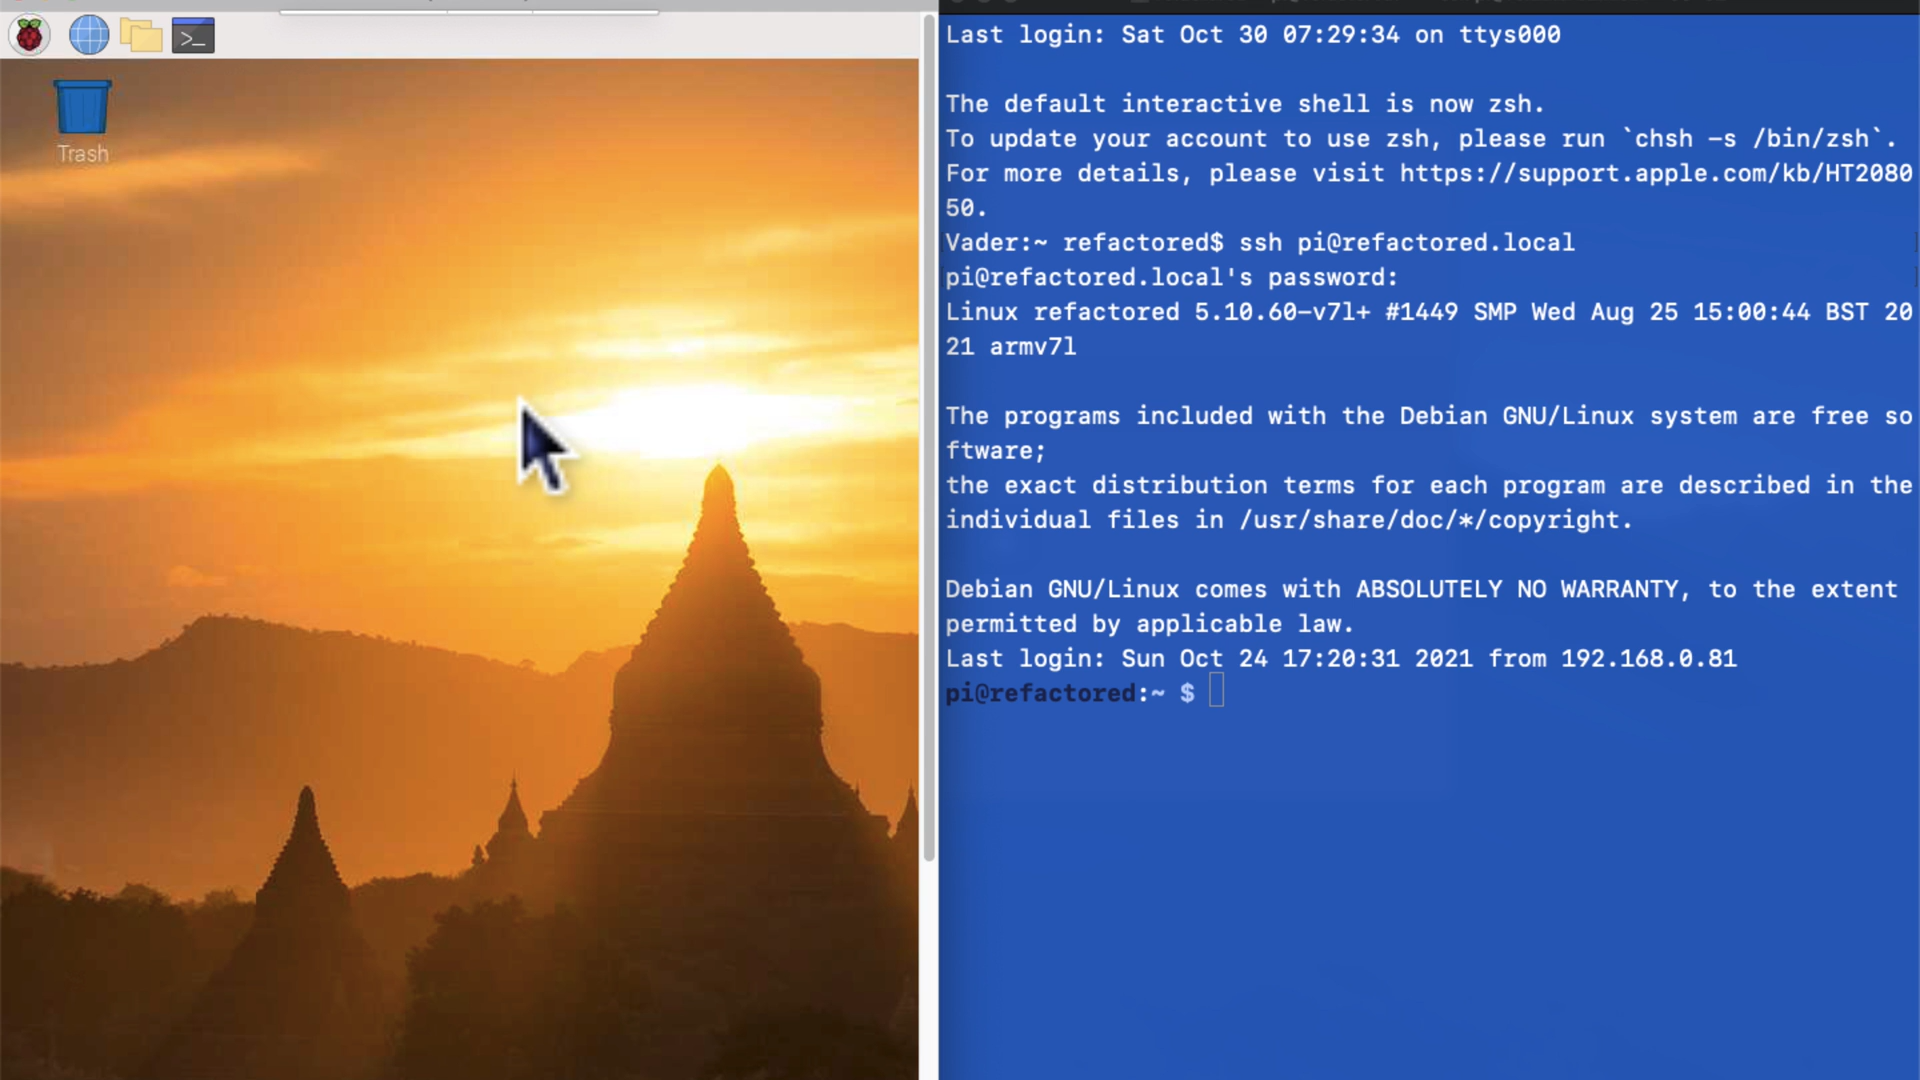 Trash
Last login: Sat Oct 30 07:29:34 on ttys000
The default interactive shell is now zsh.
To update your account to use zsh, please run `chsh -s /bin/zsh`.
For more details, please visit https://support.apple.com/kb/HT2080
50.
Vader:~ refactored$ ssh pi@refactored.local
pi@refactored.local's password:
Linux refactored 5.10.60-v7l+ #1449 SMP Wed Aug 25 15:00:44 BST 20
21 armv7l
The programs included with the Debian GNU/Linux system are free so
ftware;
the exact distribution terms for each program are described in the
individual files in /usr/share/doc/*/copyright.
Debian GNU/Linux comes with ABSOLUTELY NO WARRANTY, to the extent
permitted by applicable law.
Last login: Sun Oct 24 17:20:31 2021 from 192.168.0.81
pi@refactored:~ $